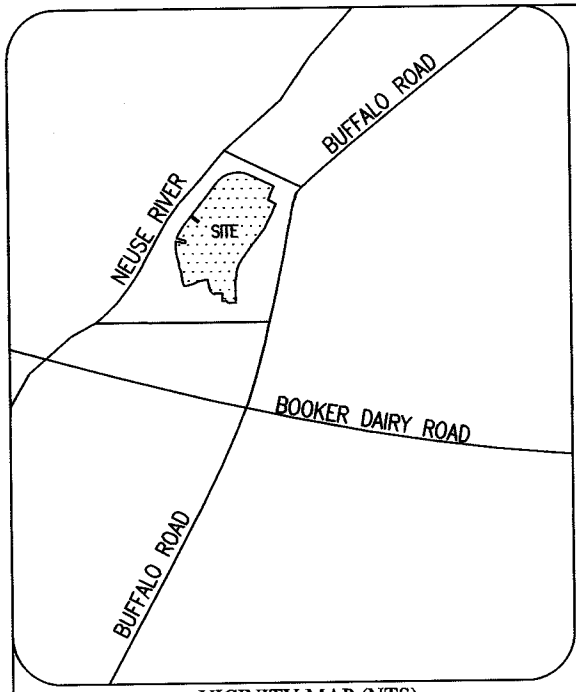 BUFFALO ROAD
NEUSE RIVER
SITE
BOOKER DAIRY ROAD
BUFFALO ROAD
VICINITY MAP (NTS)